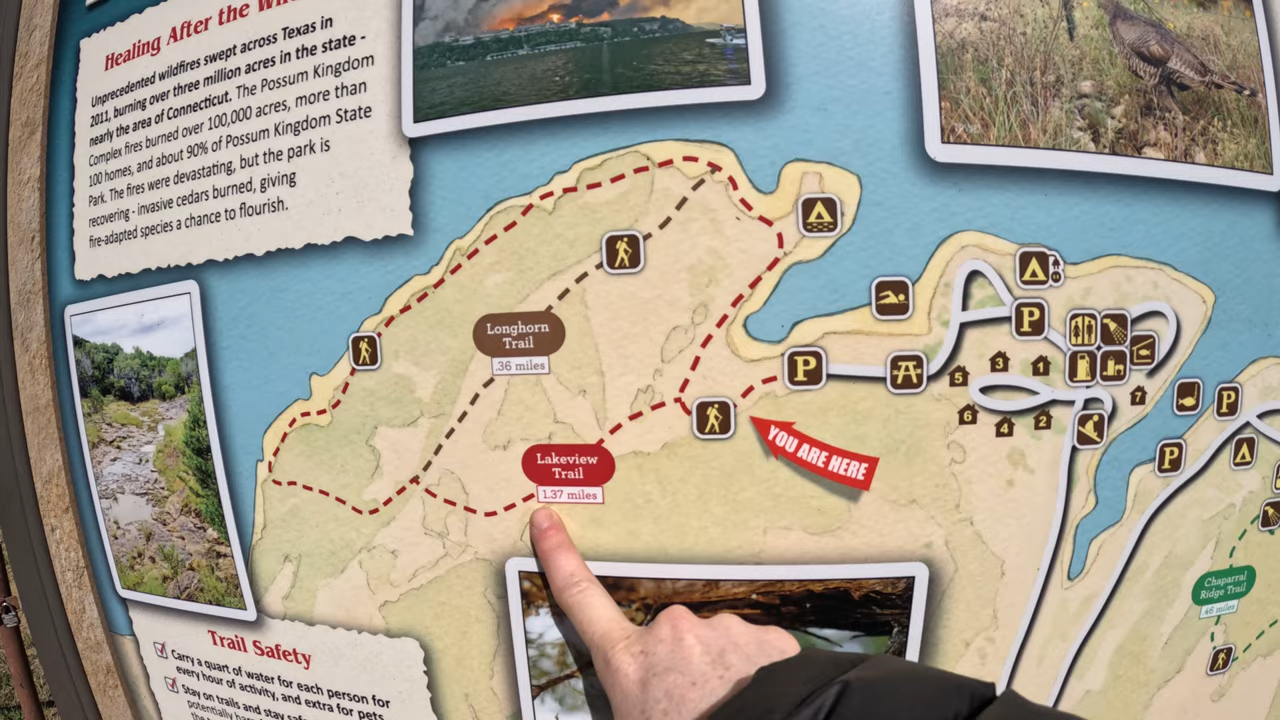 Healing After the
Unprecedented wildfires swept across Texas in
2011, burning over three million acres in the state -
nearly the area of Connecticut. The Possum Kingdom
Complex fires burned over 100,000 acres, more than
100 homes, and about 90% of Possum Kingdom State
Park. The fires were devastating, but the park is
recovering - invasive cedars burned, giving
fire-adapted species a chance to flourish.
Longhorn
Trail
.36 miles
P
P
3
1
5
7
6
4
2
P
P
YOU ARE HERE
Lakeview
Trail
1.37 miles
Chaparral
Ridge Trail
.46 miles
Trail Safety
Carry a quart of water for each person for
every hour of activity, and extra for pets
Stay on trails and stay